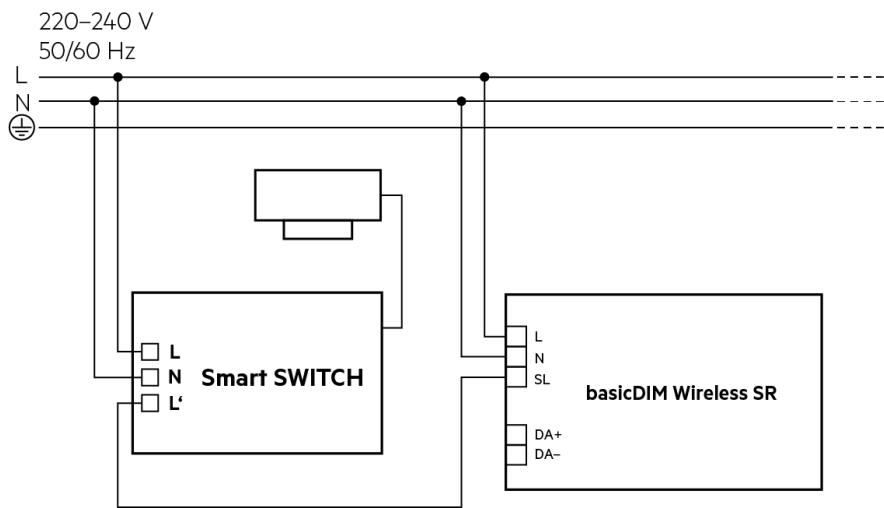 220–240 V
50/60 Hz
L
N
L
N
L‘
Smart SWITCH
L
N
SL
DA+
DA–
basicDIM Wireless SR